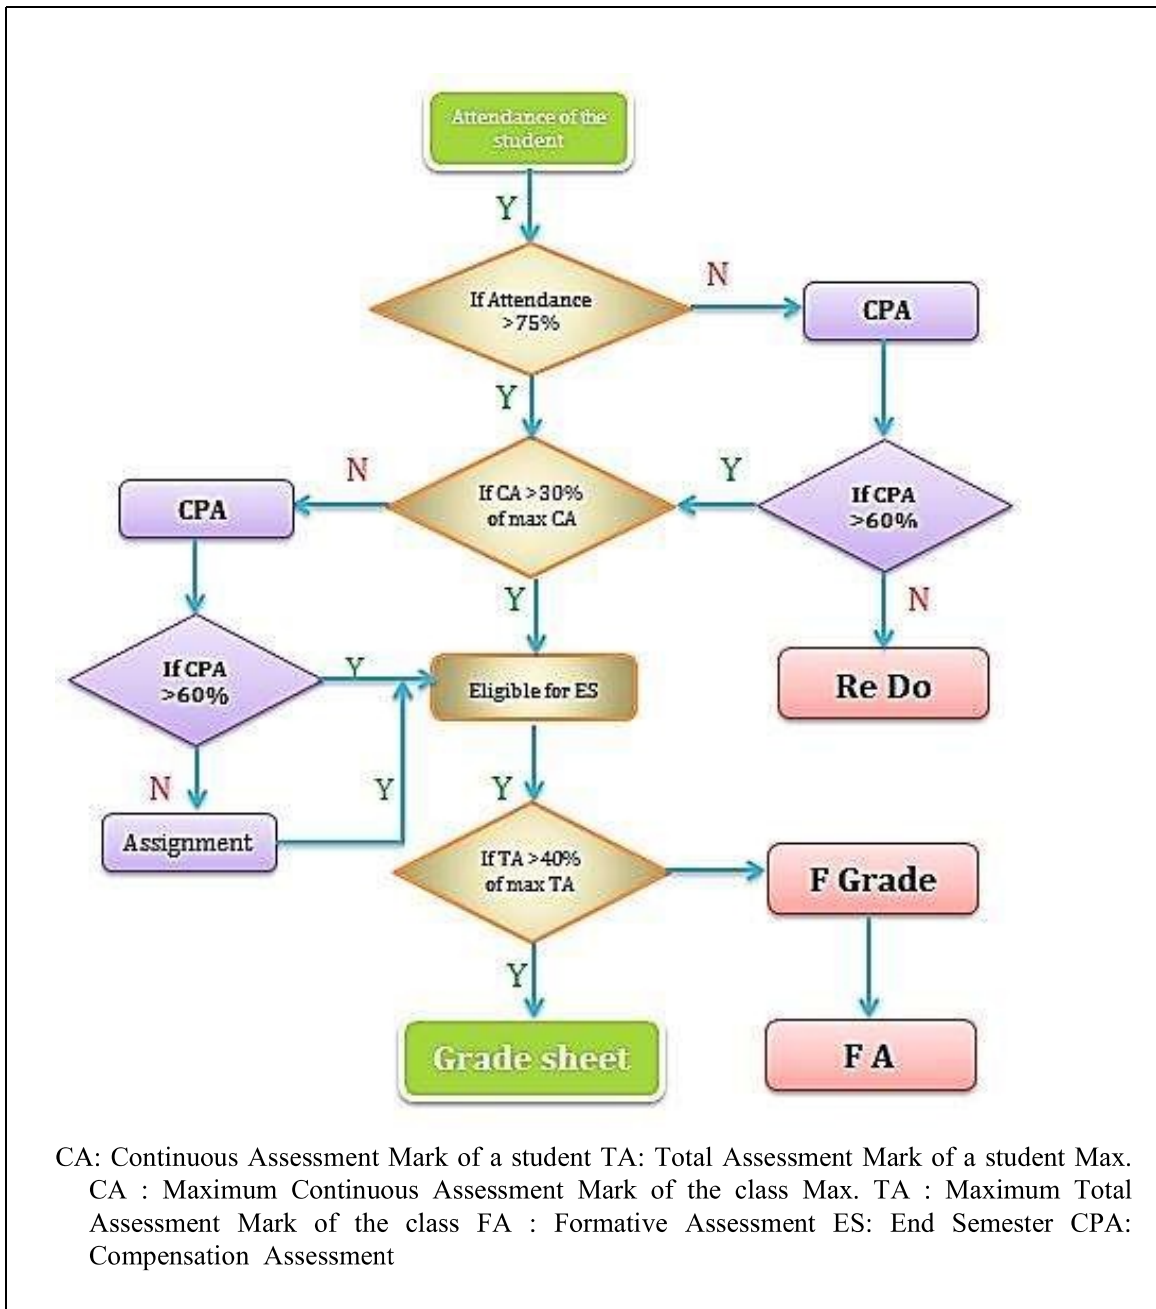 Attendance of the
student
Y
If Attendance
>75%
N
CPA
Y
If CA >30%
of max CA
N
CPA
Y
If CPA
>60%
N
Re Do
Y
If CPA
>60%
Y
Eligible for ES
N
Assignment
Y
Y
If TA >40%
of max TA
F Grade
Y
Grade sheet
F A
CA: Continuous Assessment Mark of a student TA: Total Assessment Mark of a student Max.
CA : Maximum Continuous Assessment Mark of the class Max. TA : Maximum Total
Assessment Mark of the class FA : Formative Assessment ES: End Semester CPA:
Compensation Assessment